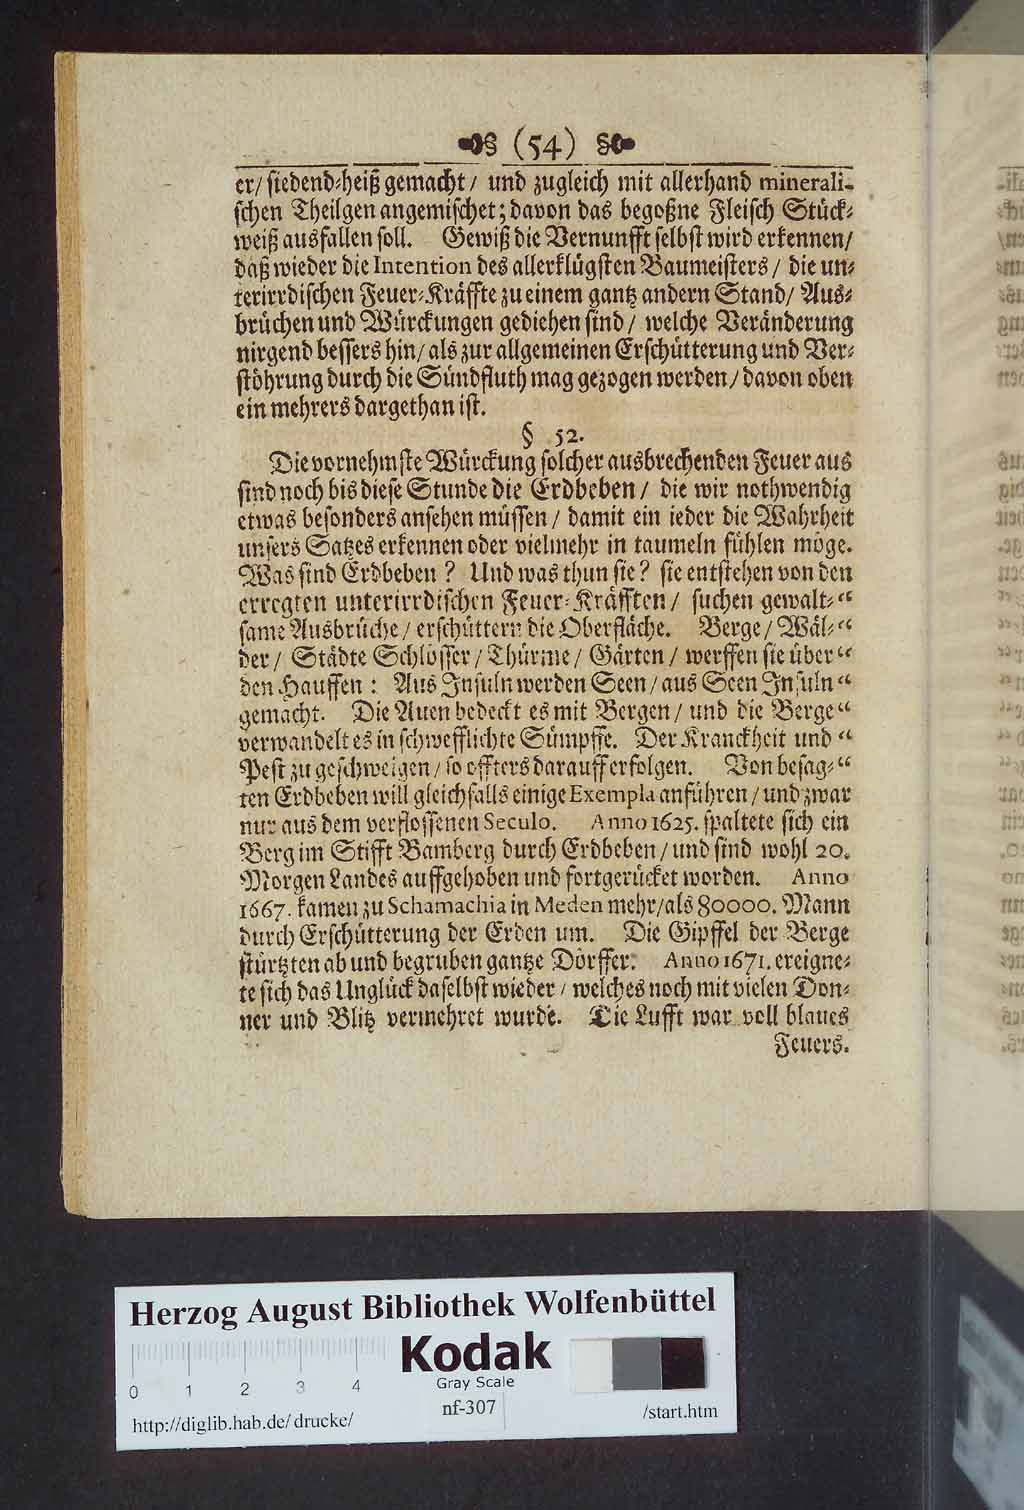 (54)
er/ siedend-heiß gemacht/ und zugleich mit allerhand minerali-
schen Theilgen angemischet; davon das begoßne Fleisch Stück-
weiß ausfallen soll. Gewiß die Vernunfft selbst wird erkennen/
daß wieder die Intention des allerklügsten Baumeisters/ die un-
terirrdischen Feuer-Kräffte zu einem gantz andern Stand/ Aus-
brüchen und Würckungen gediehen sind/ welche Veränderung
nirgend bessers hin/ als zur allgemeinen Erschütterung und Ver-
stöhrung durch die Sündfluth mag gezogen werden/ davon oben
ein mehrers dargethan ist.
§ 52.
Die vornehmste Würckung solcher ausbrechenden Feuer aus
sind noch bis diese Stunde die Erdbeben/ die wir nothwendig
etwas besonders ansehen müssen/ damit ein ieder die Wahrheit
unsers Satzes erkennen oder vielmehr in taumeln fühlen möge.
Was sind Erdbeben? Und was thun sie? sie entstehen von den
erregten unterirrdischen Feuer-Kräfften/ suchen gewalt-“
same Ausbrüche/ erschüttern die Oberfläche. Berge/ Wäl-“
der/ Städte Schlösser/ Thürme/ Gärten/ werffen sie über“
den Hauffen: Aus Insuln werden Seen/ aus Seen Insuln“
gemacht. Die Auen bedeckt es mit Bergen/ und die Berge“
verwandelt es in schwefflichte Sümpffe. Der Kranckheit und“
Pest zu geschweigen/ so offters darauff erfolgen. Von besag-“
ten Erdbeben will gleichfalls einige Exempla anführen/ und zwar
nur aus dem verflossenen Seculo. Anno 1625. spaltete sich ein
Berg im Stifft Bamberg durch Erdbeben/ und sind wohl 20.
Morgen Landes auffgehoben und fortgerücket worden. Anno
1667. kamen zu Schamachia in Meden mehr/ als 80000. Mann
durch Erschütterung der Erden um. Die Gipffel der Berge
stürtzten ab und begruben gantze Dörffer. Anno 1671. ereigne-
te sich das Unglück daselbst wieder/ welches noch mit vielen Don-
ner und Blitz vermehret wurde. Die Lufft war voll blaues
Feuers.
Herzog August Bibliothek Wolfenbüttel
Kodak
Gray Scale
0 1 2 3 4
nf-307
http://diglib.hab.de/drucke/
/start.htm